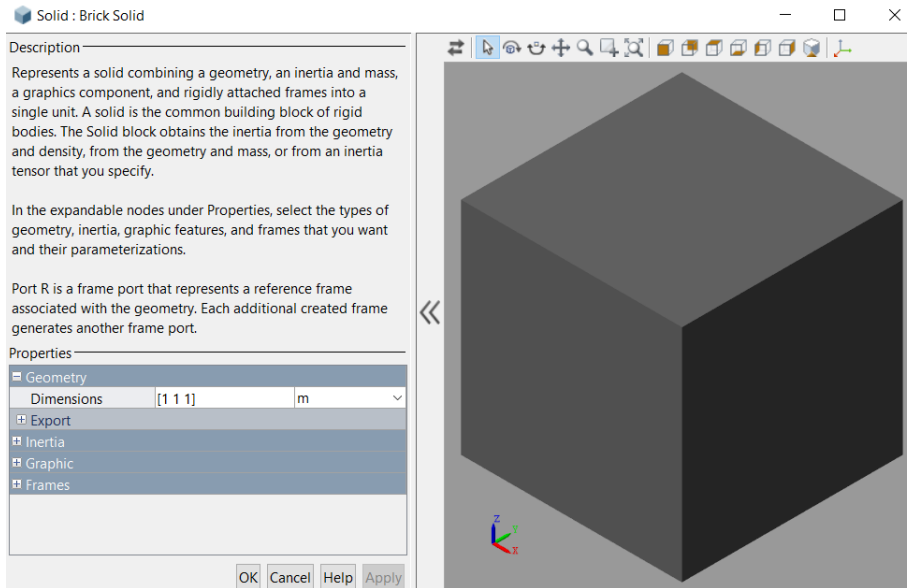 Solid : Brick Solid
Description
Represents a solid combining a geometry, an inertia and mass,
a graphics component, and rigidly attached frames into a
single unit. A solid is the common building block of rigid
bodies. The Solid block obtains the inertia from the geometry
and density, from the geometry and mass, or from an inertia
tensor that you specify.
In the expandable nodes under Properties, select the types of
geometry, inertia, graphic features, and frames that you want
and their parameterizations.
Port R is a frame port that represents a reference frame
associated with the geometry. Each additional created frame
generates another frame port.
Properties
Geometry
Dimensions [1 1 1] m
Export
Inertia
Graphic
Frames
OK Cancel Help Apply
Z
Y
X